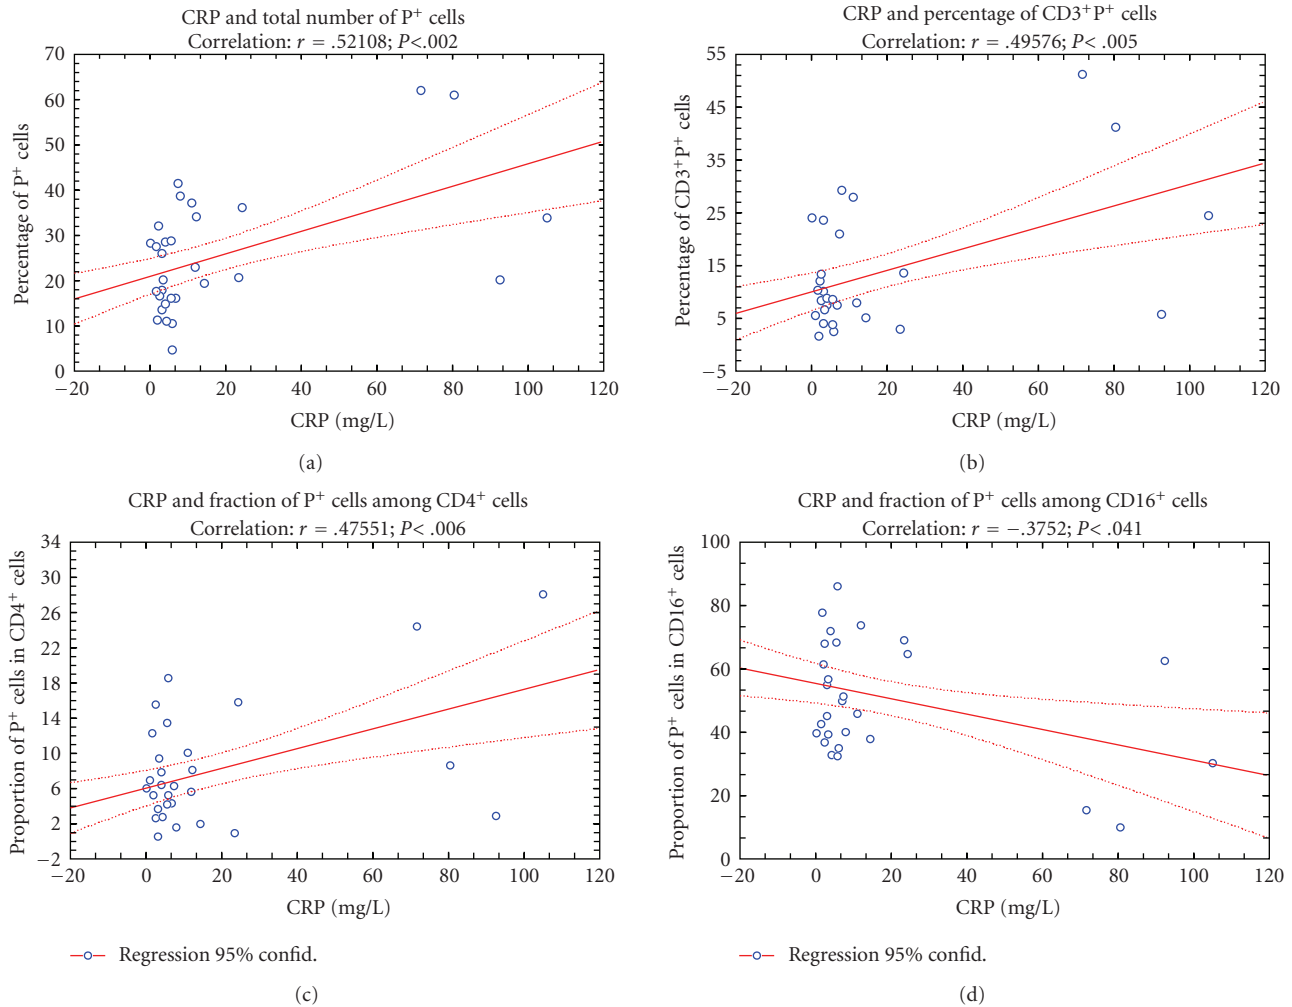 CRP and total number of P⁺ cells
Correlation: r = .52108; P<.002
Percentage of P⁺ cells
70
60
50
40
30
20
10
0
−20 0 20 40 60 80 100 120
CRP (mg/L)
(a)
CRP and percentage of CD3⁺P⁺ cells
Correlation: r = .49576; P< .005
Percentage of CD3⁺P⁺ cells
55
45
35
25
15
5
−5
−20 0 20 40 60 80 100 120
CRP (mg/L)
(b)
CRP and fraction of P⁺ cells among CD4⁺ cells
Correlation: r = .47551; P< .006
Proportion of P⁺ cells in CD4⁺ cells
34
30
26
22
18
14
10
6
2
−2
−20 0 20 40 60 80 100 120
CRP (mg/L)
Regression 95% confid.
(c)
CRP and fraction of P⁺ cells among CD16⁺ cells
Correlation: r = −.3752; P< .041
Proportion of P⁺ cells in CD16⁺ cells
100
80
60
40
20
0
−20 0 20 40 60 80 100 120
CRP (mg/L)
Regression 95% confid.
(d)